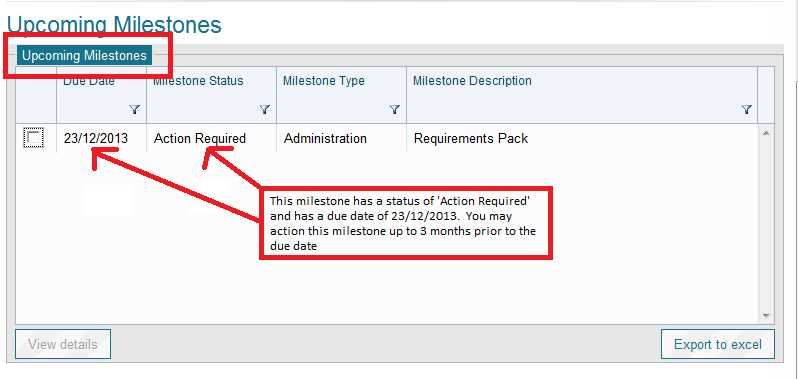 Upcoming Milestones
Upcoming Milestones
Due Date Milestone Status Milestone Type Milestone Description
23/12/2013 Action Required Administration Requirements Pack
This milestone has a status of 'Action Required'
and has a due date of 23/12/2013. You may
action this milestone up to 3 months prior to the
due date
View details Export to excel